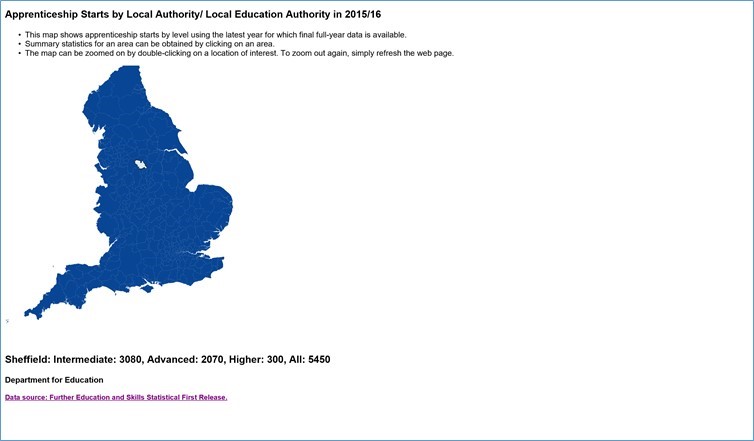 Apprenticeship Starts by Local Authority/ Local Education Authority in 2015/16
• This map shows apprenticeship starts by level using the latest year for which final full-year data is available.
• Summary statistics for an area can be obtained by clicking on an area.
• The map can be zoomed on by double-clicking on a location of interest. To zoom out again, simply refresh the web page.
Sheffield: Intermediate: 3080, Advanced: 2070, Higher: 300, All: 5450
Department for Education
Data source: Further Education and Skills Statistical First Release.